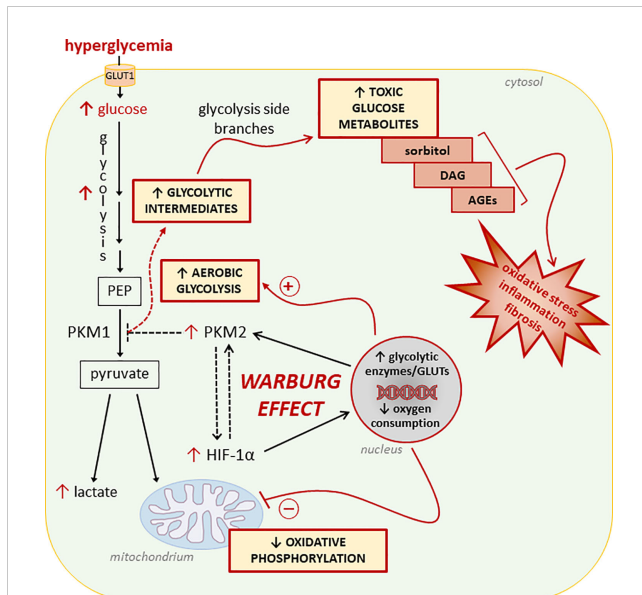 hyperglycemia
GLUT1
cytosol
↑ glucose
glycolysis side
branches
↑ TOXIC
GLUCOSE
METABOLITES
sorbitol
DAG
AGEs
↑ glycolysis
↑ GLYCOLYTIC
INTERMEDIATES
oxidative stress
inflammation
fibrosis
↑ AEROBIC
GLYCOLYSIS
+
PEP
PKM1
↑ PKM2
pyruvate
WARBURG
EFFECT
↑ glycolytic
enzymes/GLUTs
↓ oxygen
consumption
nucleus
↑ HIF-1α
↑ lactate
−
mitochondrium
↓ OXIDATIVE
PHOSPHORYLATION